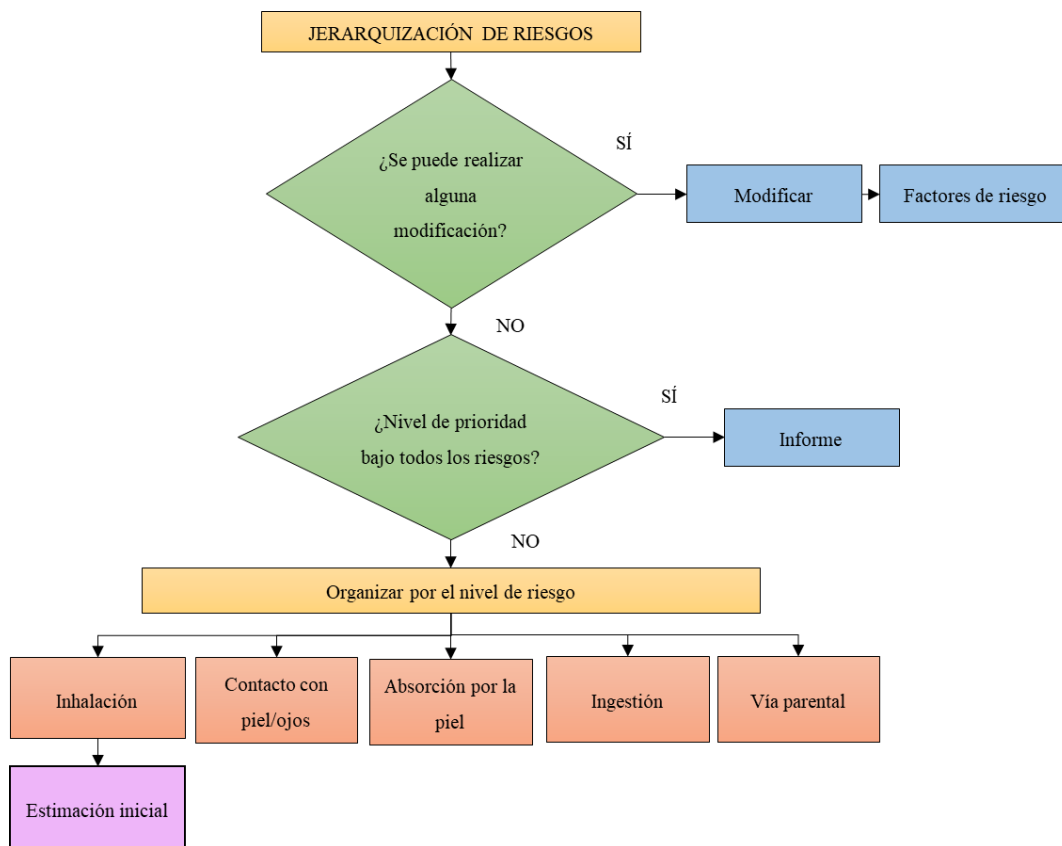 JERARQUIZACIÓN DE RIESGOS
¿Se puede realizar
alguna
modificación?
SÍ
Modificar
Factores de riesgo
NO
¿Nivel de prioridad
bajo todos los riesgos?
SÍ
Informe
NO
Organizar por el nivel de riesgo
Inhalación
Contacto con
piel/ojos
Absorción por la
piel
Ingestión
Vía parental
Estimación inicial